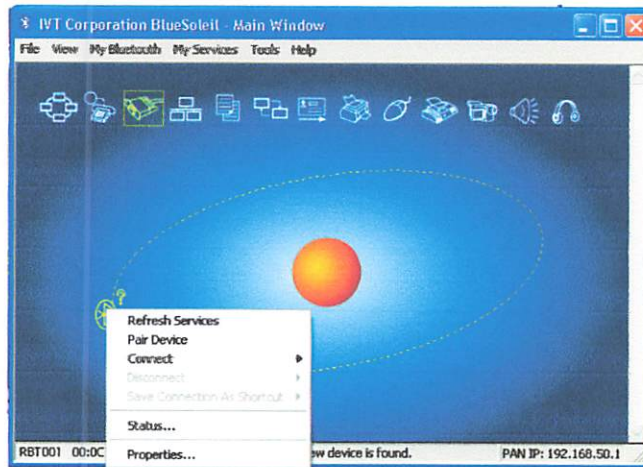 IVT Corporation BlueSoleil - Main Window
File View My Bluetooth My Services Tools Help
?
Refresh Services
Pair Device
Connect
Disconnect
Save Connection As Shortcut
Status...
Properties...
RBT001 00:0C ew device is found. PAN IP: 192.168.50.1